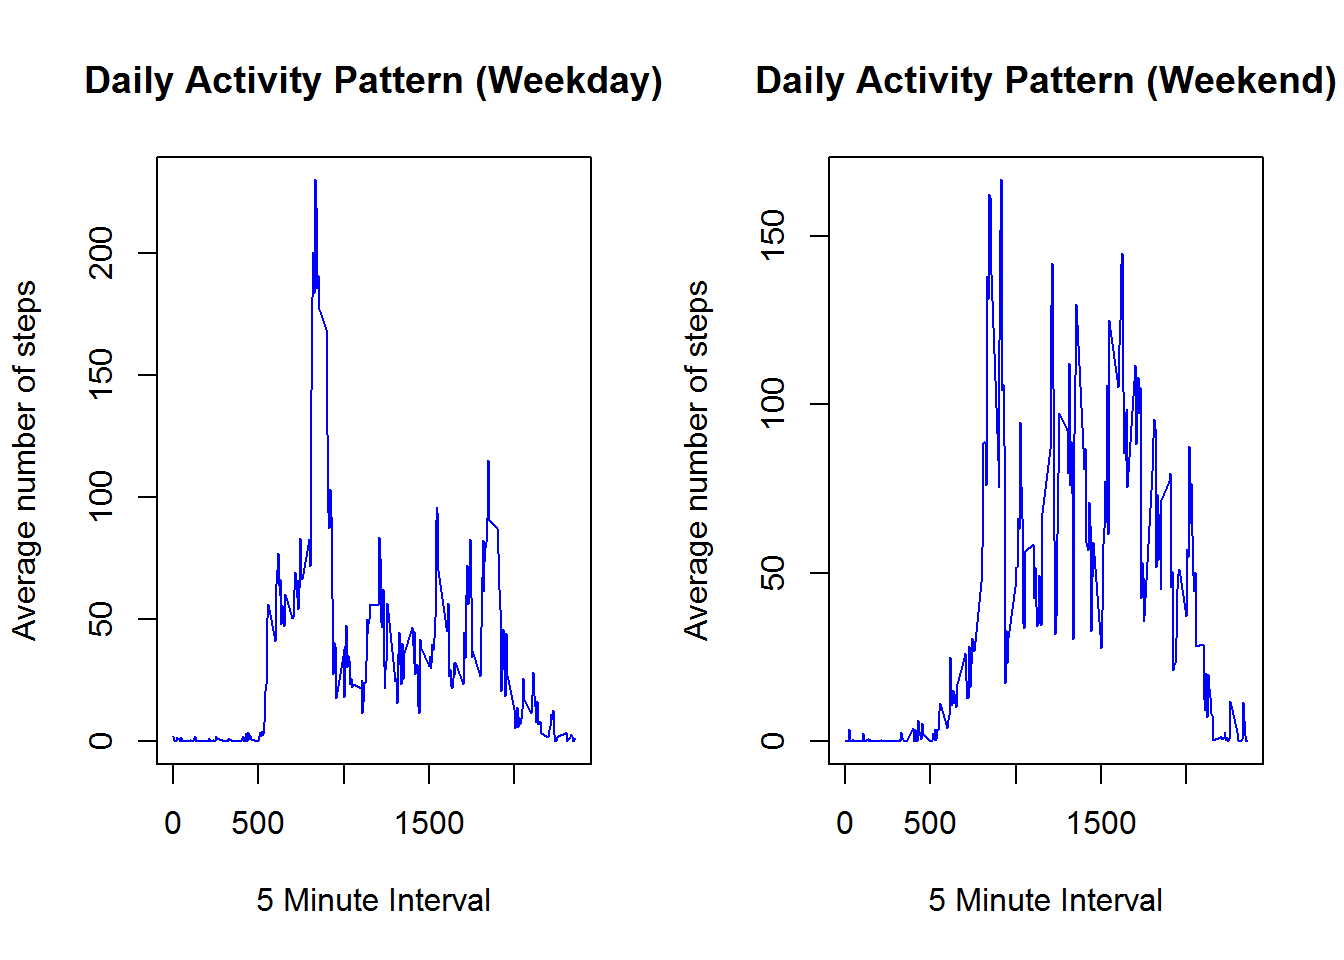 Daily Activity Pattern (Weekday)
Average number of steps
200
150
100
50
0
0 500 1500
5 Minute Interval
Daily Activity Pattern (Weekend)
Average number of steps
150
100
50
0
0 500 1500
5 Minute Interval